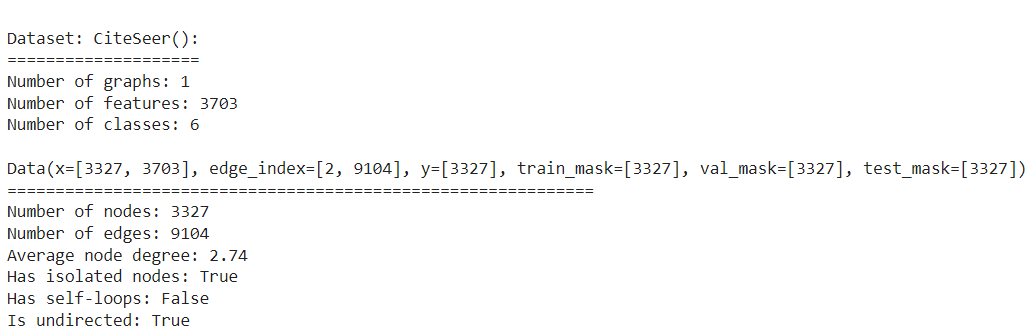 Dataset: CiteSeer():
====================
Number of graphs: 1
Number of features: 3703
Number of classes: 6
Data(x=[3327, 3703], edge_index=[2, 9104], y=[3327], train_mask=[3327], val_mask=[3327], test_mask=[3327])
=============================================================
Number of nodes: 3327
Number of edges: 9104
Average node degree: 2.74
Has isolated nodes: True
Has self-loops: False
Is undirected: True